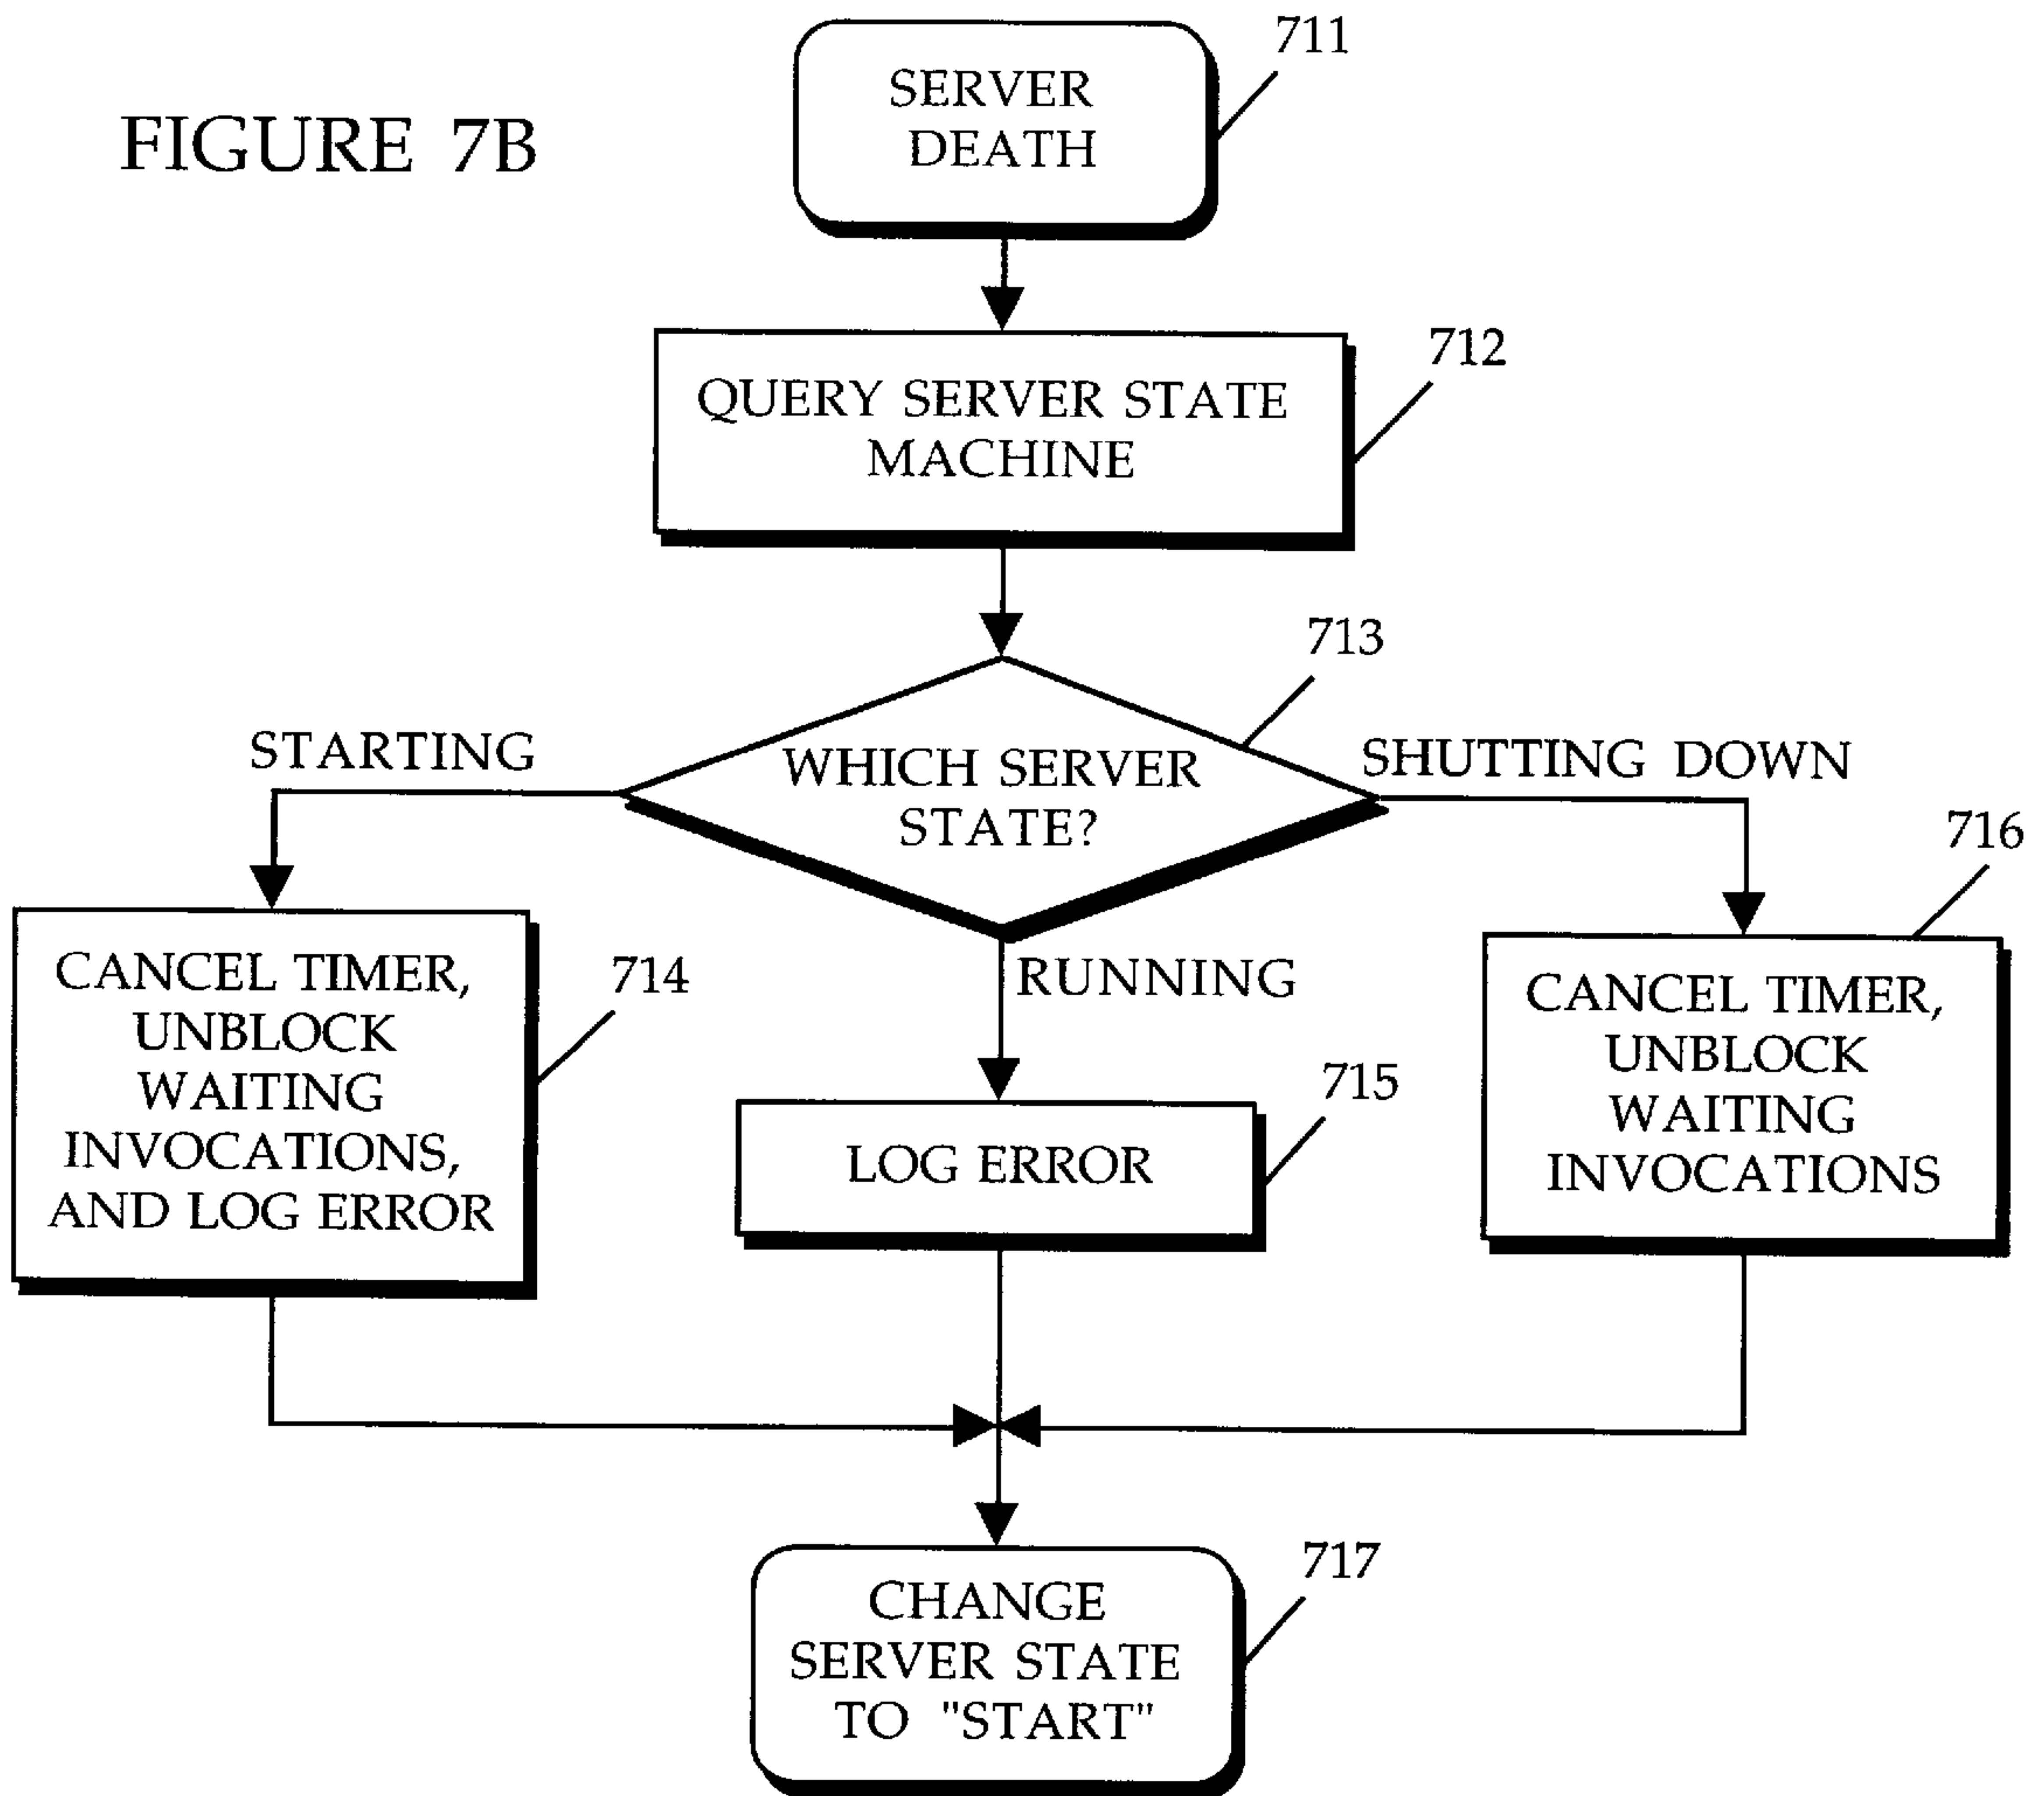 711
SERVER
DEATH
FIGURE 7B
712
QUERY SERVER STATE
MACHINE
713
STARTING
WHICH SERVER
STATE?
SHUTTING DOWN
716
CANCEL TIMER,
UNBLOCK
WAITING
INVOCATIONS,
AND LOG ERROR
714
RUNNING
715
LOG ERROR
CANCEL TIMER,
UNBLOCK
WAITING
INVOCATIONS
717
CHANGE
SERVER STATE
TO "START"